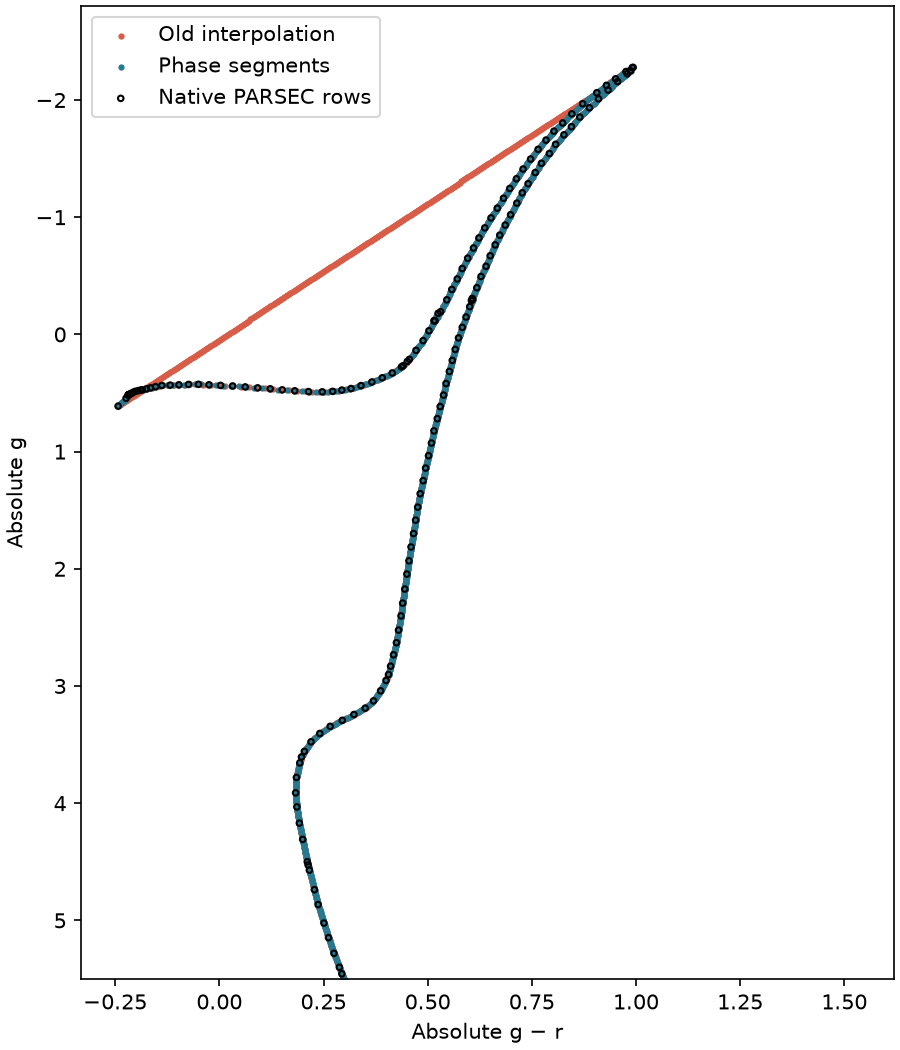 Old interpolation
Phase segments
Native PARSEC rows
−2
−1
0
1
2
3
4
5
Absolute g
−0.25 0.00 0.25 0.50 0.75 1.00 1.25 1.50
Absolute g − r